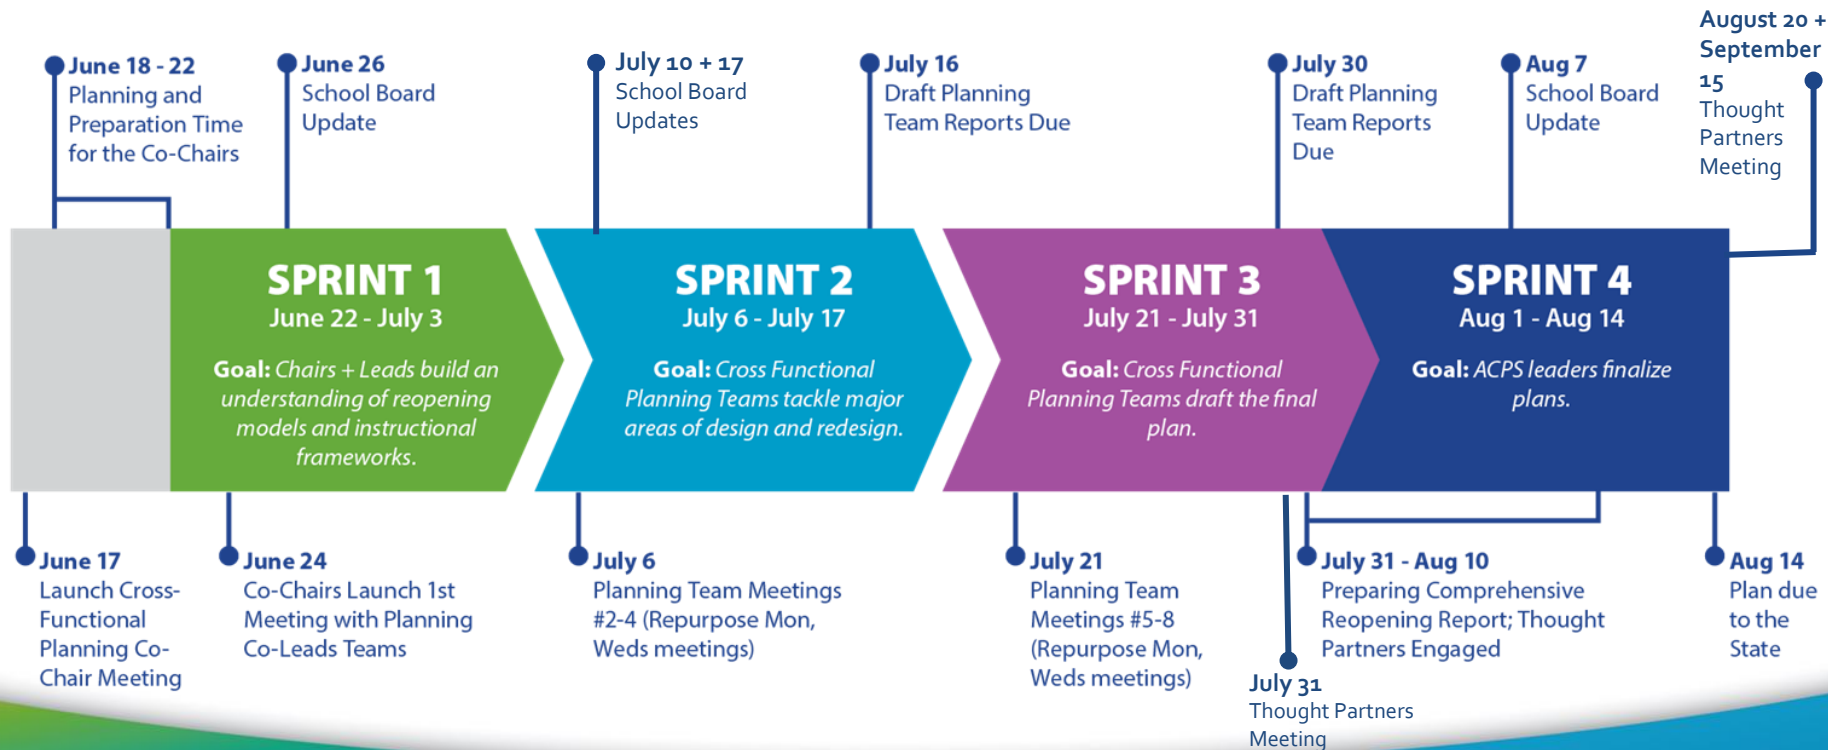 June 18 - 22
Planning and
Preparation Time
for the Co-Chairs
June 26
School Board
Update
July 10 + 17
School Board
Updates
July 16
Draft Planning
Team Reports Due
July 30
Draft Planning
Team Reports
Due
Aug 7
School Board
Update
August 20 +
September
15
Thought
Partners
Meeting
SPRINT 1
June 22 - July 3
Goal: Chairs + Leads build an
understanding of reopening
models and instructional
frameworks.
SPRINT 2
July 6 - July 17
Goal: Cross Functional
Planning Teams tackle major
areas of design and redesign.
SPRINT 3
July 21 - July 31
Goal: Cross Functional
Planning Teams draft the final
plan.
SPRINT 4
Aug 1 - Aug 14
Goal: ACPS leaders finalize
plans.
June 17
Launch Cross-
Functional
Planning Co-
Chair Meeting
June 24
Co-Chairs Launch 1st
Meeting with Planning
Co-Leads Teams
July 6
Planning Team Meetings
#2-4 (Repurpose Mon,
Weds meetings)
July 21
Planning Team
Meetings #5-8
(Repurpose Mon,
Weds meetings)
July 31
Thought Partners
Meeting
July 31 - Aug 10
Preparing Comprehensive
Reopening Report; Thought
Partners Engaged
Aug 14
Plan due
to the
State